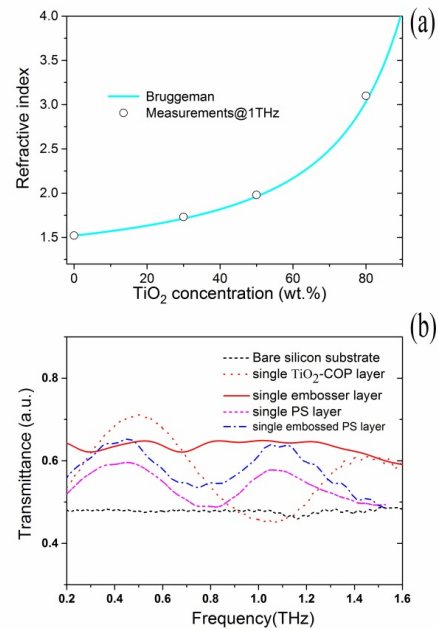 (a)
4.0
3.5
3.0
2.5
2.0
1.5
Refractive index
Bruggeman
Measurements@1THz
0 20 40 60 80
TiO₂ concentration (wt.%)
(b)
0.8
0.6
0.4
Transmittance (a.u.)
Bare silicon substrate
single TiO₂-COP layer
single embosser layer
single PS layer
single embossed PS layer
0.2 0.4 0.6 0.8 1.0 1.2 1.4 1.6
Frequency(THz)